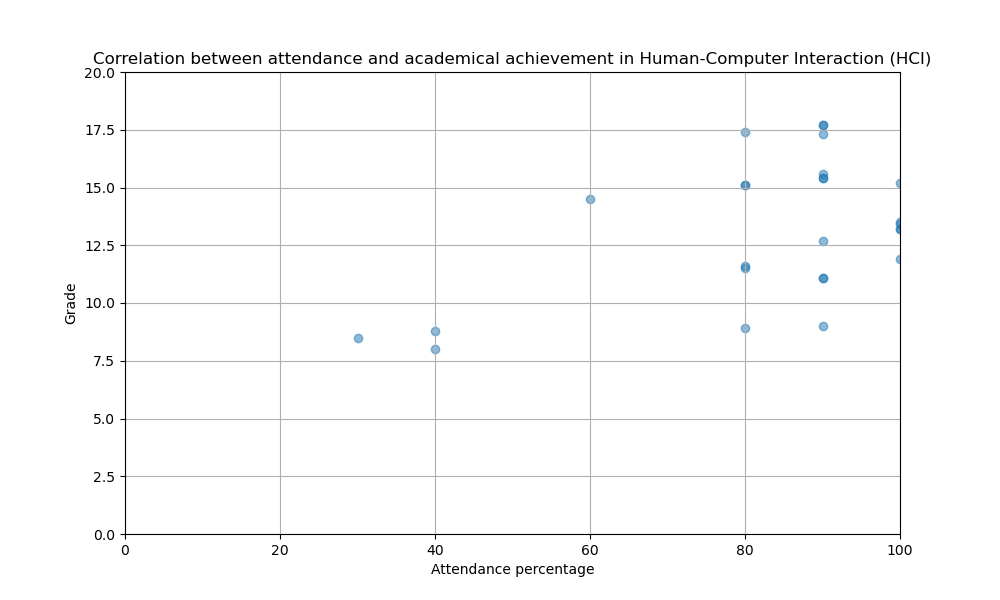 Correlation between attendance and academical achievement in Human-Computer Interaction (HCI)
20.0
17.5
15.0
12.5
10.0
7.5
5.0
2.5
0.0
Grade
0 20 40 60 80 100
Attendance percentage